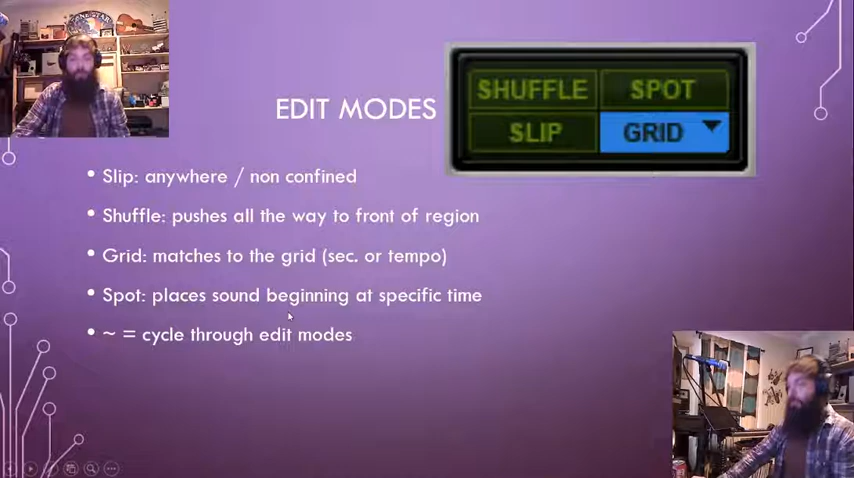 EDIT MODES
SHUFFLE SPOT
SLIP GRID
• Slip: anywhere / non confined
• Shuffle: pushes all the way to front of region
• Grid: matches to the grid (sec. or tempo)
• Spot: places sound beginning at specific time
• ~ = cycle through edit modes